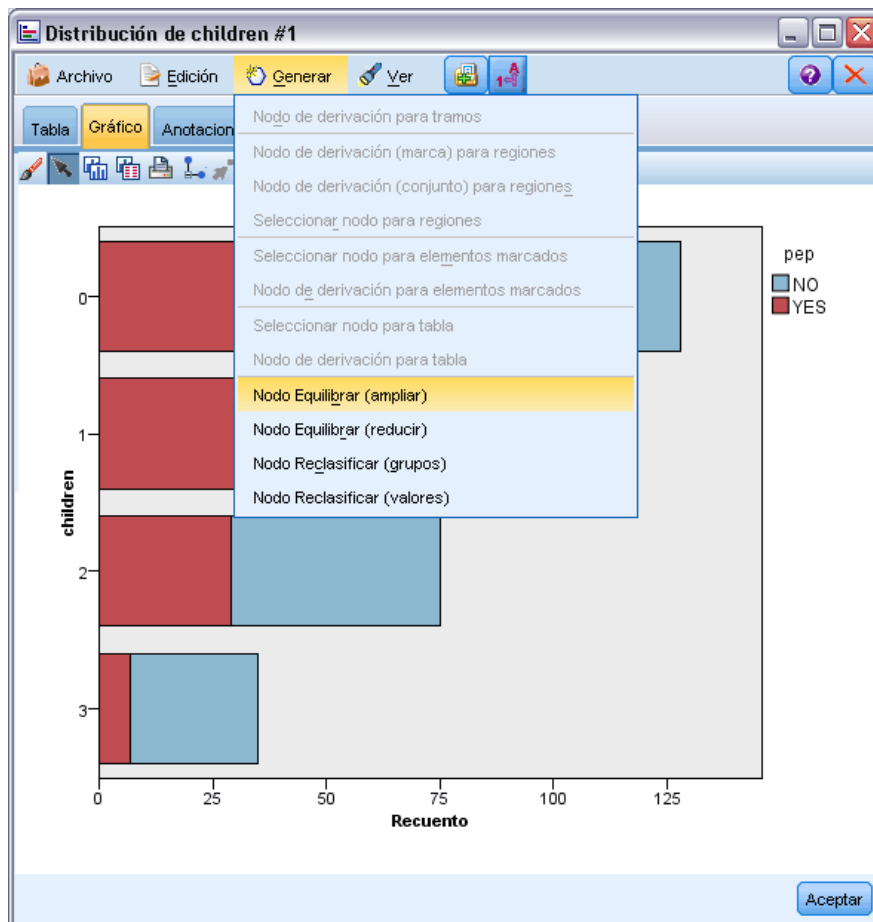 Distribución de children #1
Archivo Edición Generar Ver
Tabla Gráfico Anotacion
Nodo de derivación para tramos
Nodo de derivación (marca) para regiones
Nodo de derivación (conjunto) para regiones
Seleccionar nodo para regiones
Seleccionar nodo para elementos marcados
Nodo de derivación para elementos marcados
Seleccionar nodo para tabla
Nodo de derivación para tabla
Nodo Equilibrar (ampliar)
Nodo Equilibrar (reducir)
Nodo Reclasificar (grupos)
Nodo Reclasificar (valores)
pep
NO
YES
children
0
1
2
3
0 25 50 75 100 125
Recuento
Aceptar